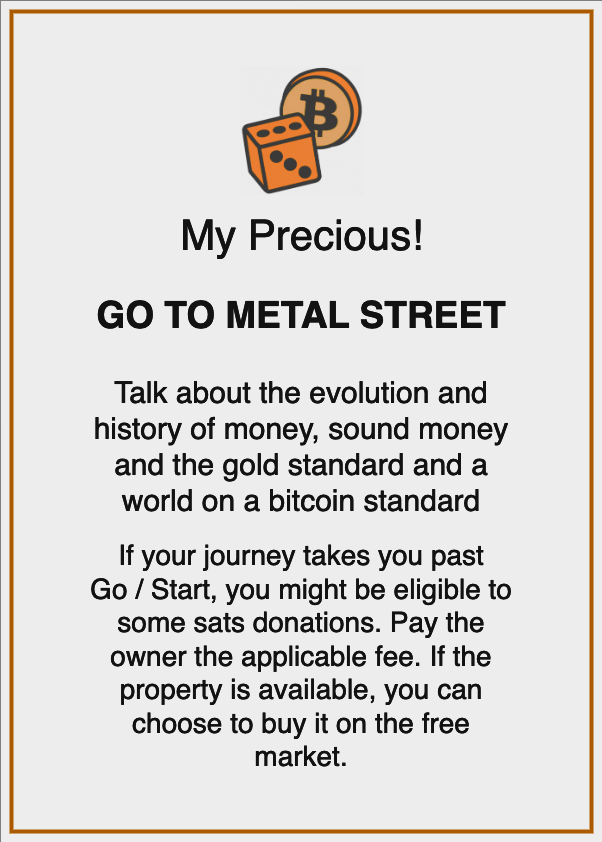 My Precious!
GO TO METAL STREET
Talk about the evolution and
history of money, sound money
and the gold standard and a
world on a bitcoin standard
If your journey takes you past
Go / Start, you might be eligible to
some sats donations. Pay the
owner the applicable fee. If the
property is available, you can
choose to buy it on the free
market.